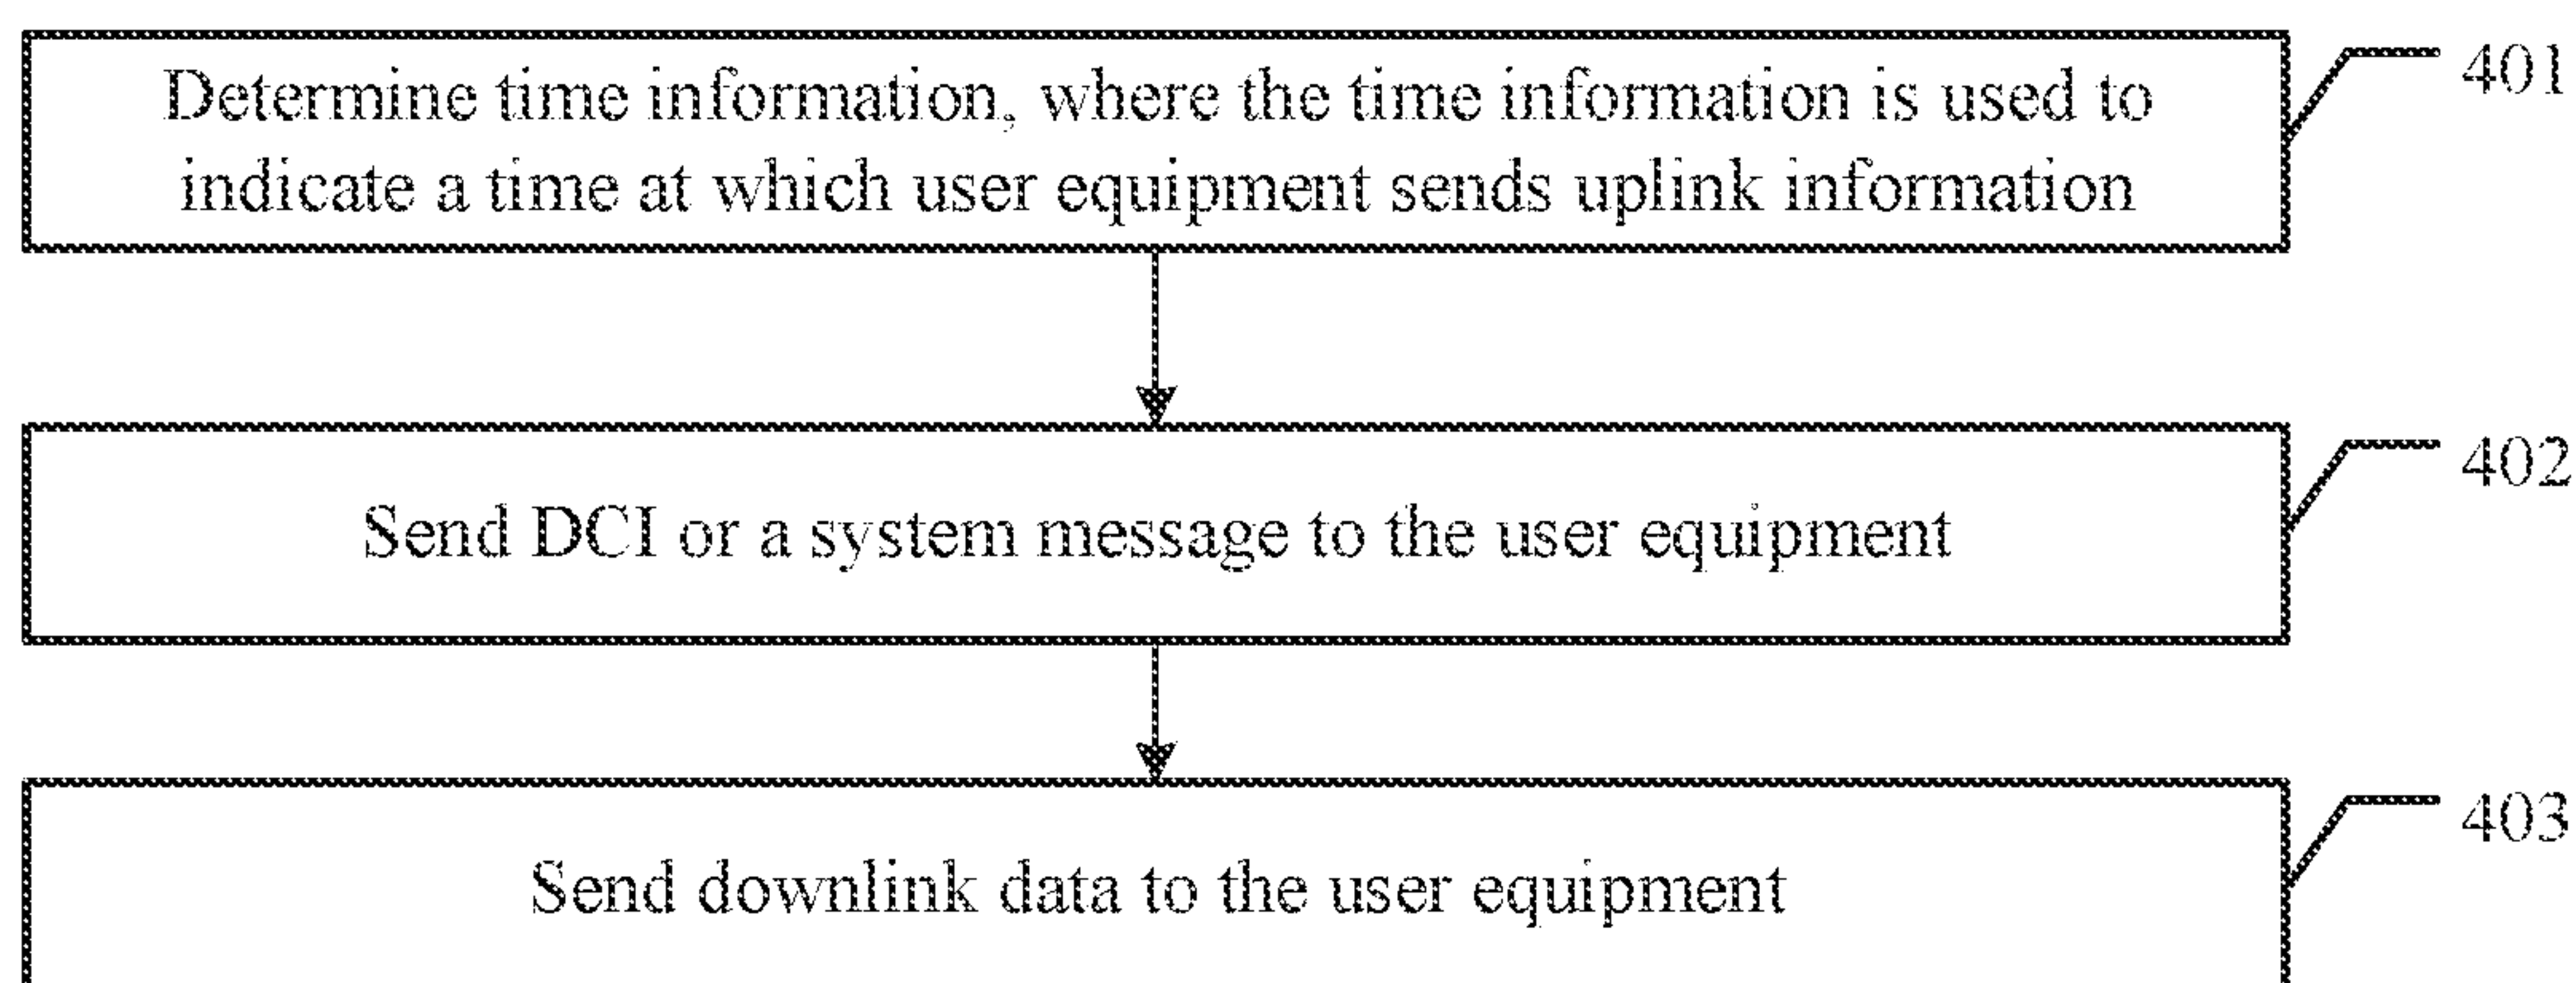 Determine time information, where the time information is used to
indicate a time at which user equipment sends uplink information
401
Send DCI or a system message to the user equipment
402
Send downlink data to the user equipment
403